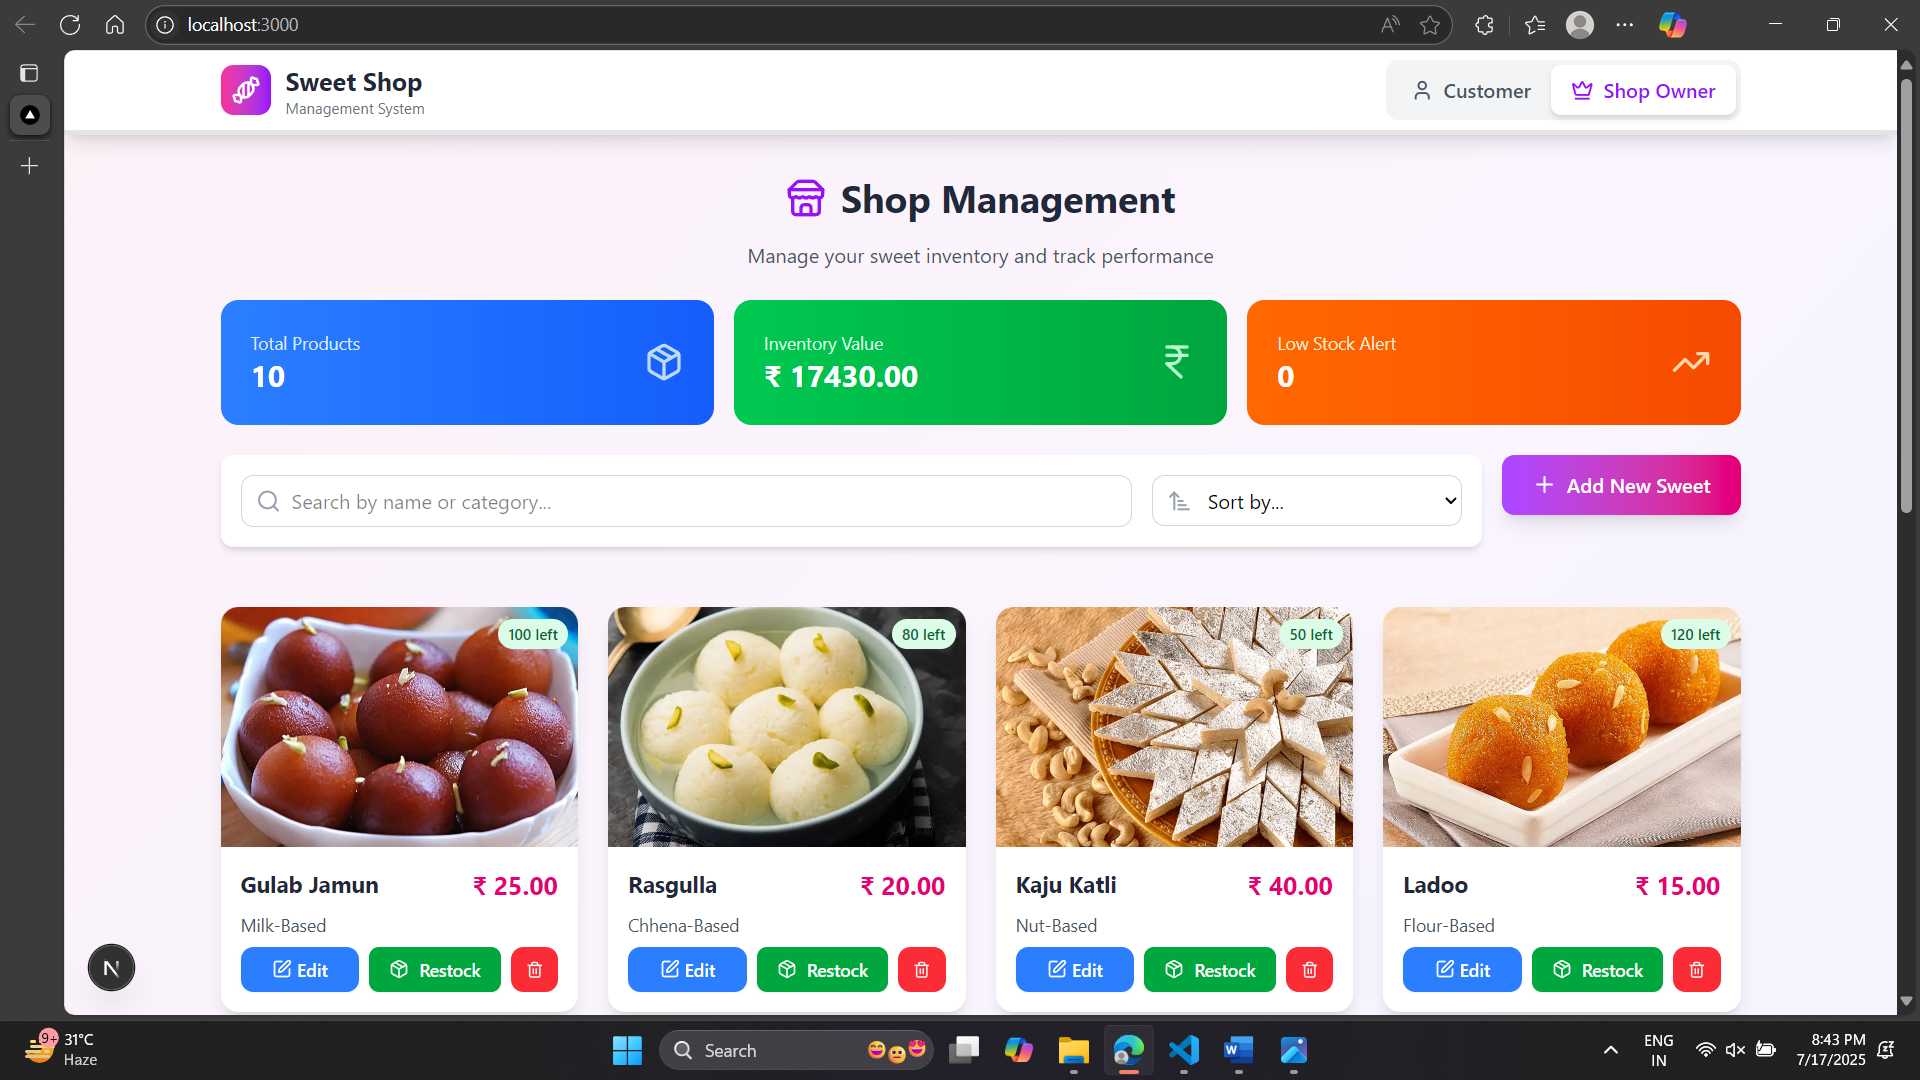 localhost:3000
Sweet Shop
Management System
Customer
Shop Owner
Shop Management
Manage your sweet inventory and track performance
Total Products
10
Inventory Value
₹ 17430.00
Low Stock Alert
0
Search by name or category...
Sort by...
Add New Sweet
100 left
80 left
50 left
120 left
Gulab Jamun
₹ 25.00
Milk-Based
Edit
Restock
Rasgulla
₹ 20.00
Chhena-Based
Edit
Restock
Kaju Katli
₹ 40.00
Nut-Based
Edit
Restock
Ladoo
₹ 15.00
Flour-Based
Edit
Restock
N
9+
31°C
Haze
Search
W
ENG
IN
8:43 PM
7/17/2025